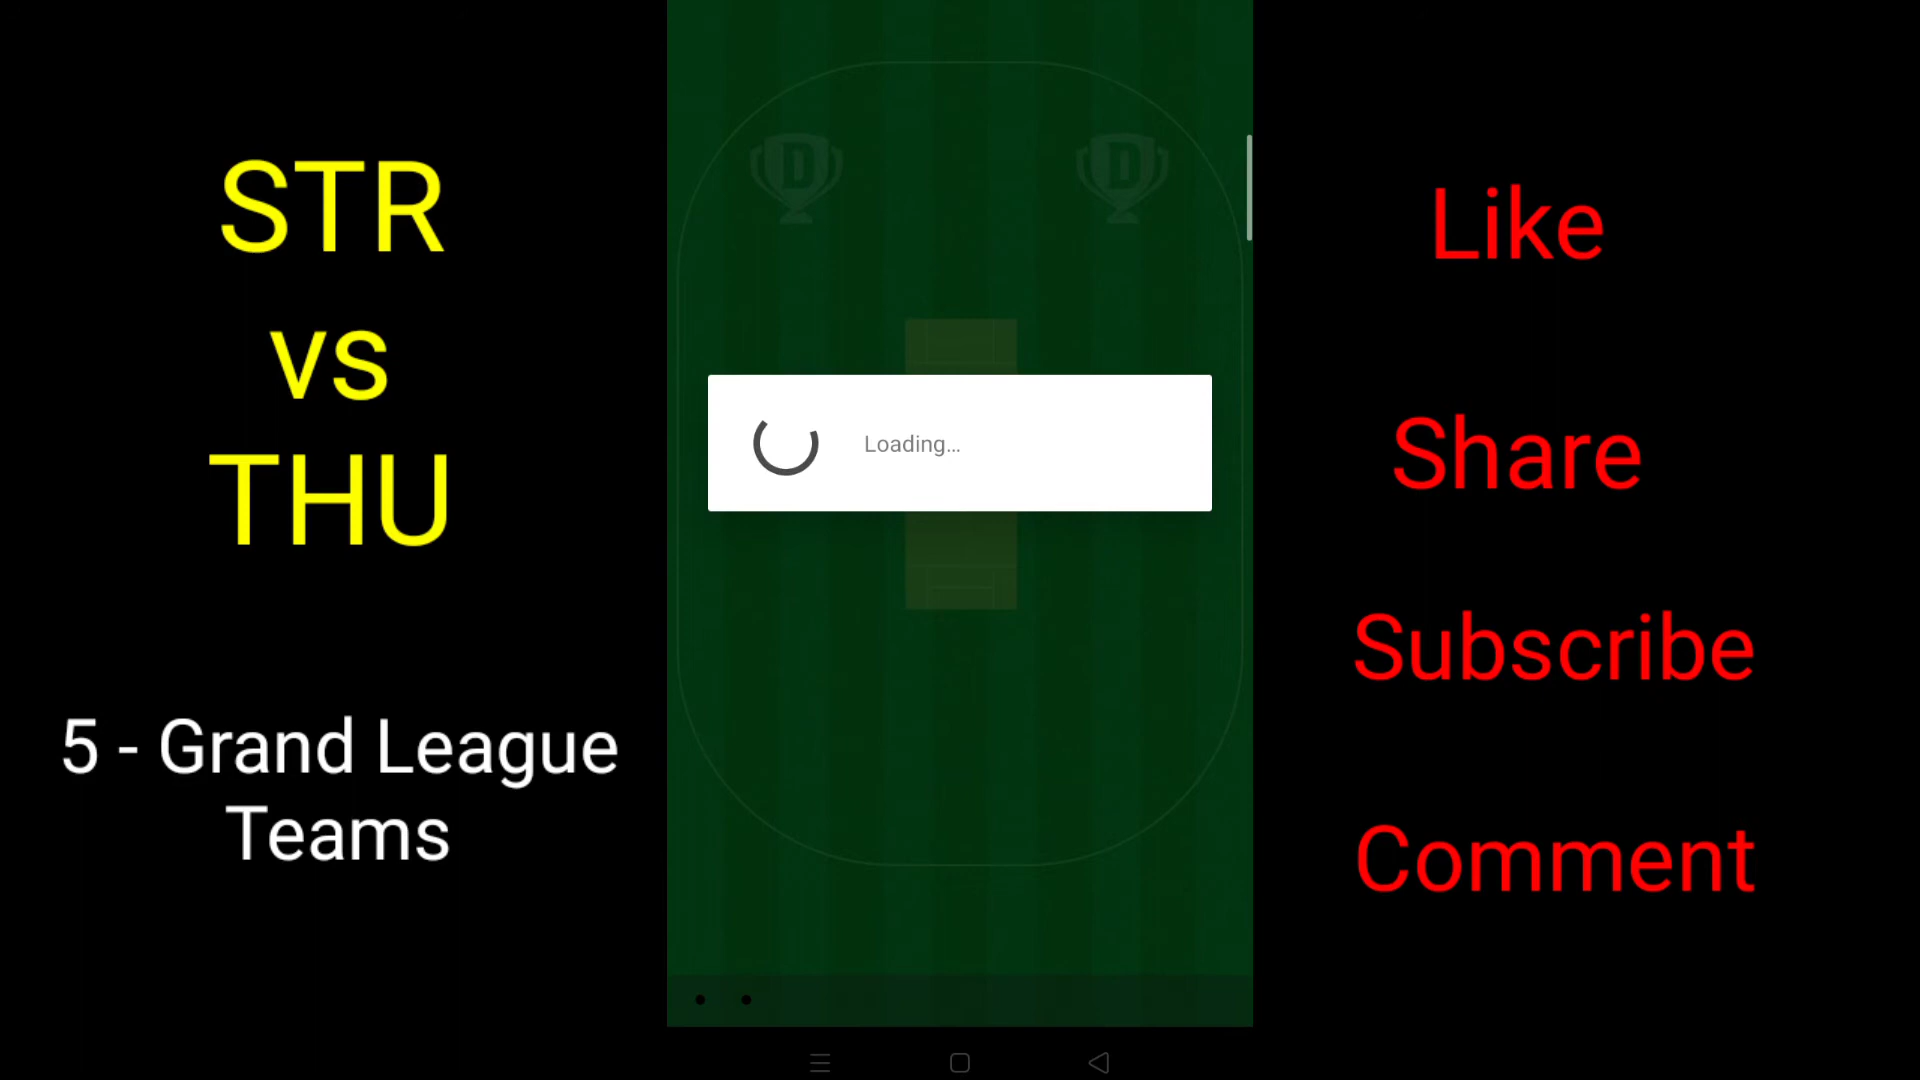 STR
vs
THU
5 - Grand League
Teams
D
D
Loading...
Like
Share
Subscribe
Comment